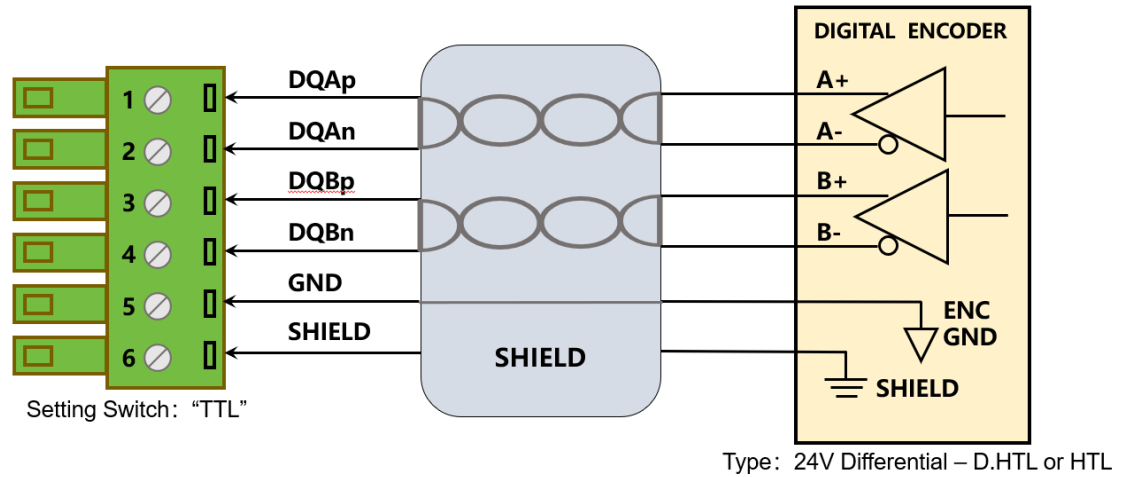 DIGITAL ENCODER
1
DQAp
A+
2
DQAn
A-
3
DQBp
B+
4
DQBn
B-
5
GND
ENC
GND
6
SHIELD
SHIELD
SHIELD
Setting Switch: “TTL”
Type: 24V Differential – D.HTL or HTL